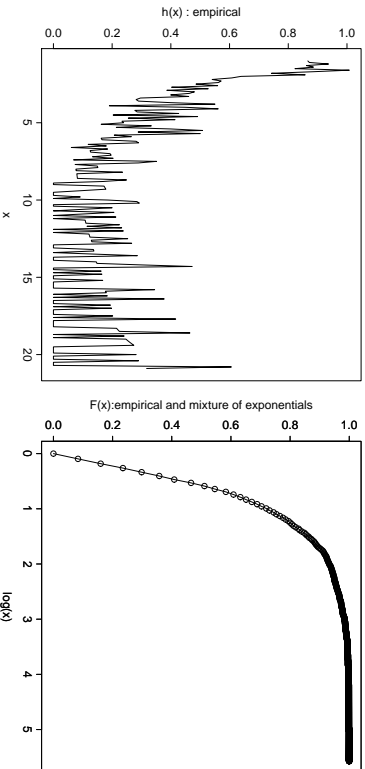 h(x) : empirical
0.0 0.2 0.4 0.6 0.8 1.0
5 10 15 20
x
F(x):empirical and mixture of exponentials
0.0 0.2 0.4 0.6 0.8 1.0
0 1 2 3 4 5
log(x)